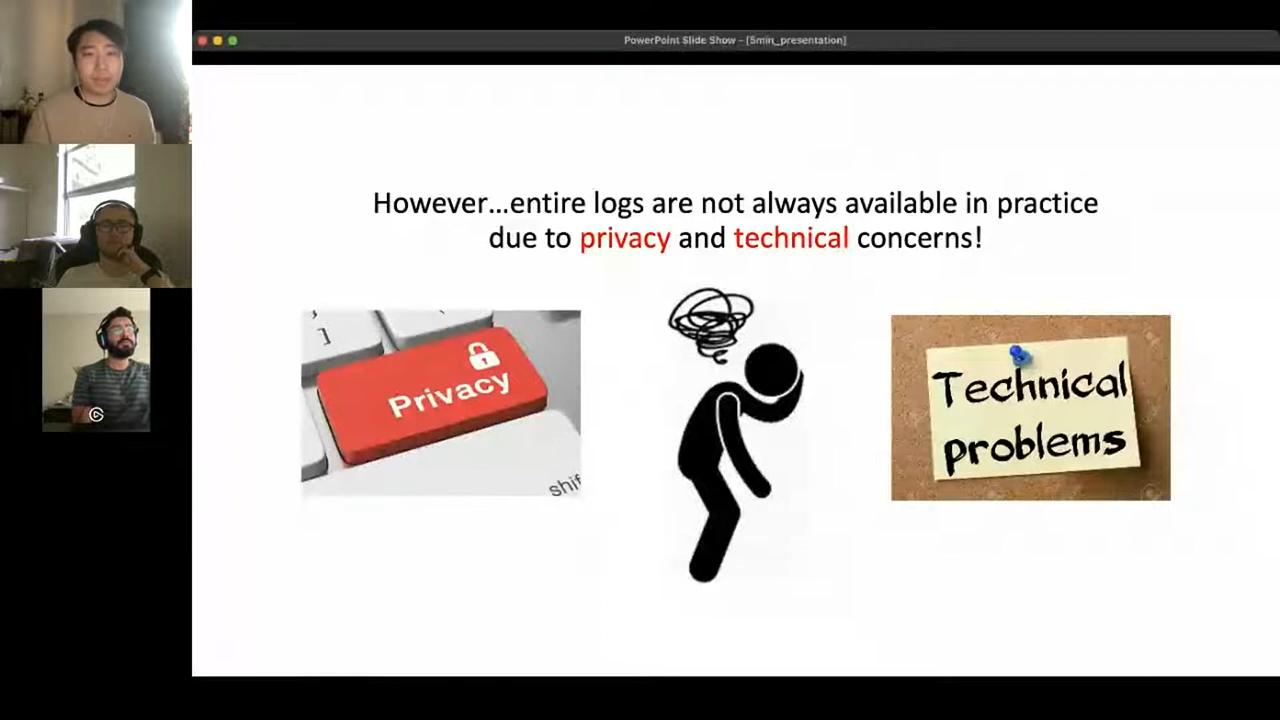 PowerPoint Slide Show - [5min_presentation]
However...entire logs are not always available in practice
due to privacy and technical concerns!
]
Privacy
shif
Technical
problems